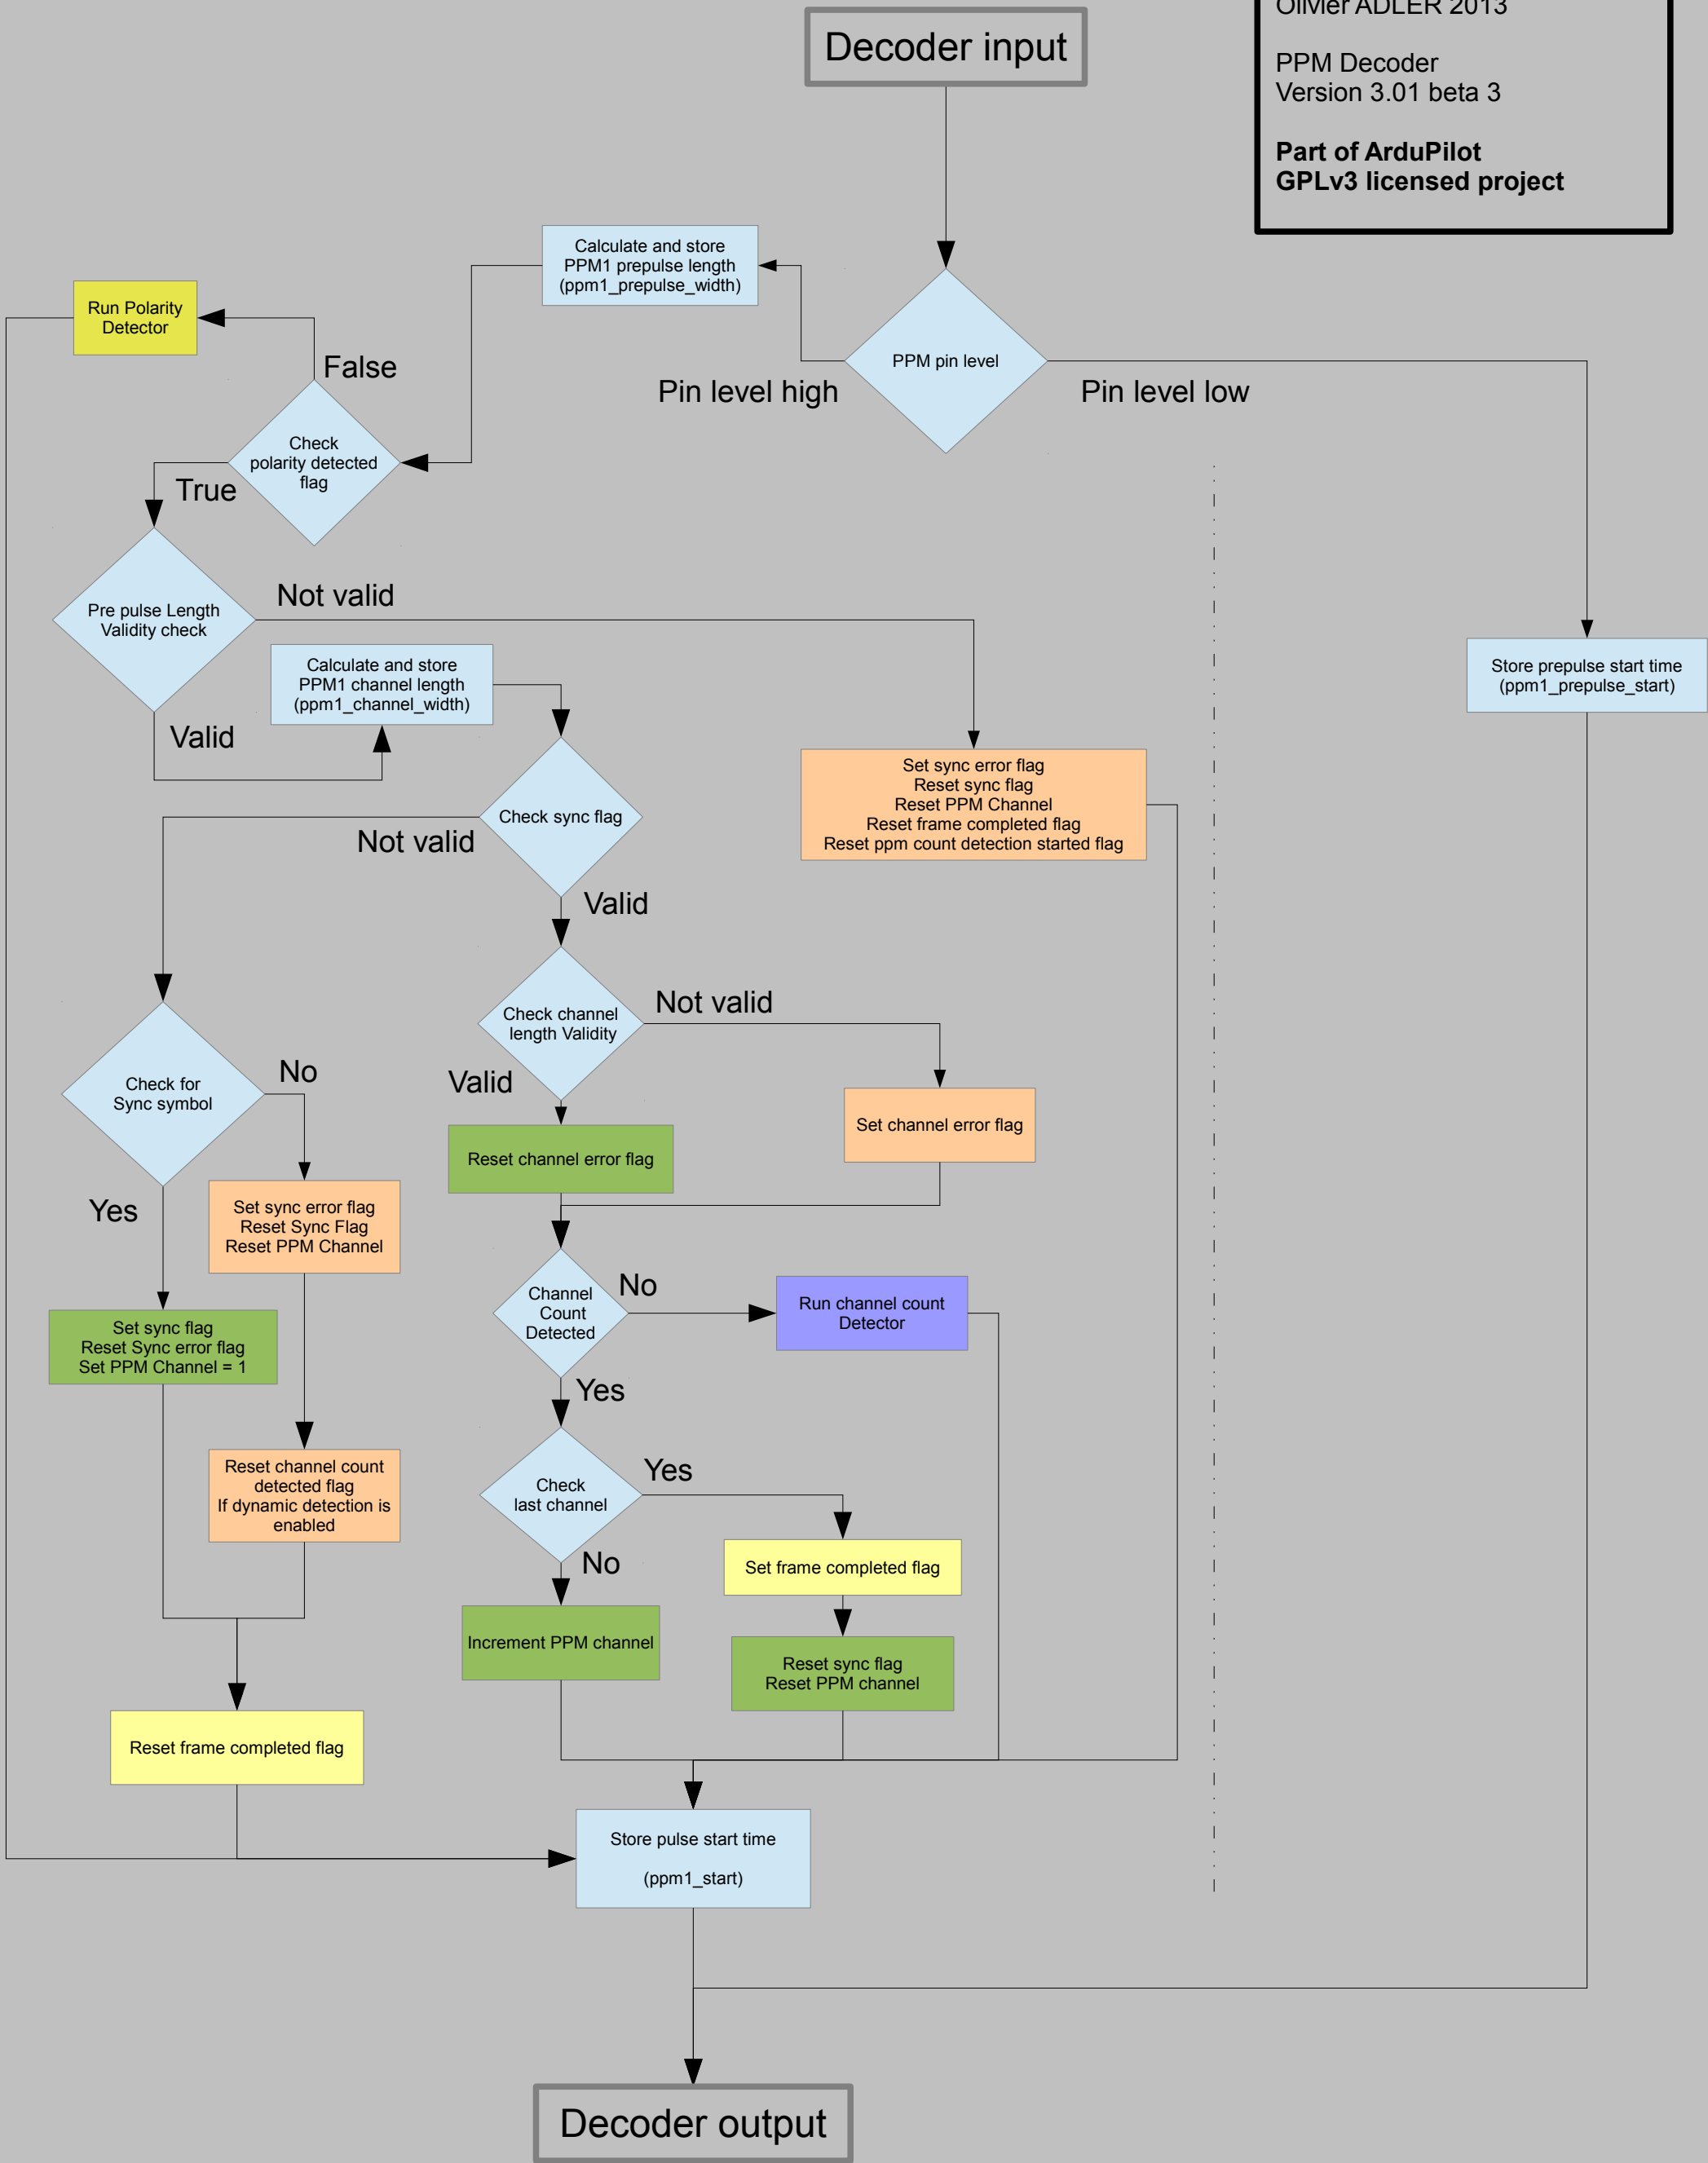 Olivier ADLER 2013
PPM Decoder
Version 3.01 beta 3
Part of ArduPilot
GPLv3 licensed project
Decoder input
PPM pin level
Pin level high
Pin level low
Calculate and store
PPM1 prepulse length
(ppm1_prepulse_width)
Run Polarity
Detector
False
Check
polarity detected
flag
True
Pre pulse Length
Validity check
Not valid
Valid
Calculate and store
PPM1 channel length
(ppm1_channel_width)
Store prepulse start time
(ppm1_prepulse_start)
Set sync error flag
Reset sync flag
Reset PPM Channel
Reset frame completed flag
Reset ppm count detection started flag
Check sync flag
Not valid
Valid
Check channel
length Validity
Not valid
Valid
Check for
Sync symbol
No
Yes
Set channel error flag
Reset channel error flag
Set sync error flag
Reset Sync Flag
Reset PPM Channel
Set sync flag
Reset Sync error flag
Set PPM Channel = 1
Channel
Count
Detected
No
Run channel count
Detector
Yes
Reset channel count
detected flag
If dynamic detection is
enabled
Check
last channel
Yes
No
Set frame completed flag
Increment PPM channel
Reset sync flag
Reset PPM channel
Reset frame completed flag
Store pulse start time
(ppm1_start)
Decoder output